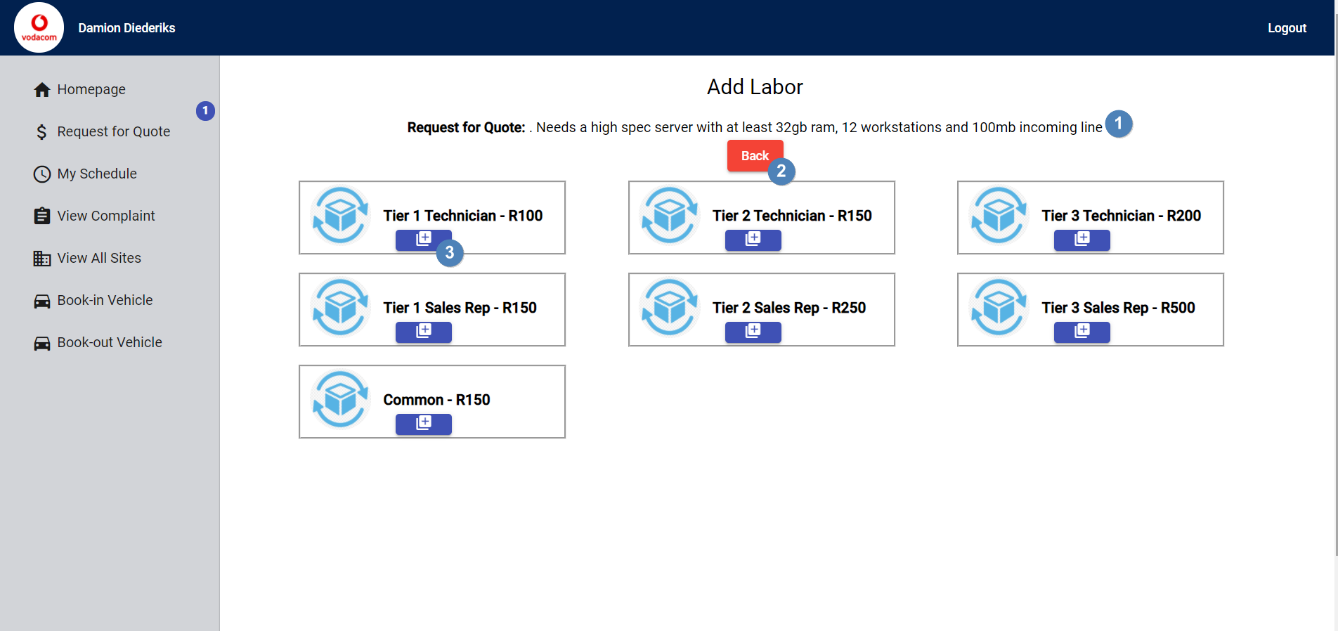 vodacom
Damion Diederiks
Logout
Homepage
1
Request for Quote
My Schedule
View Complaint
View All Sites
Book-in Vehicle
Book-out Vehicle
Add Labor
Request for Quote: . Needs a high spec server with at least 32gb ram, 12 workstations and 100mb incoming line 1
Back
2
Tier 1 Technician - R100
3
Tier 2 Technician - R150
Tier 3 Technician - R200
Tier 1 Sales Rep - R150
Tier 2 Sales Rep - R250
Tier 3 Sales Rep - R500
Common - R150